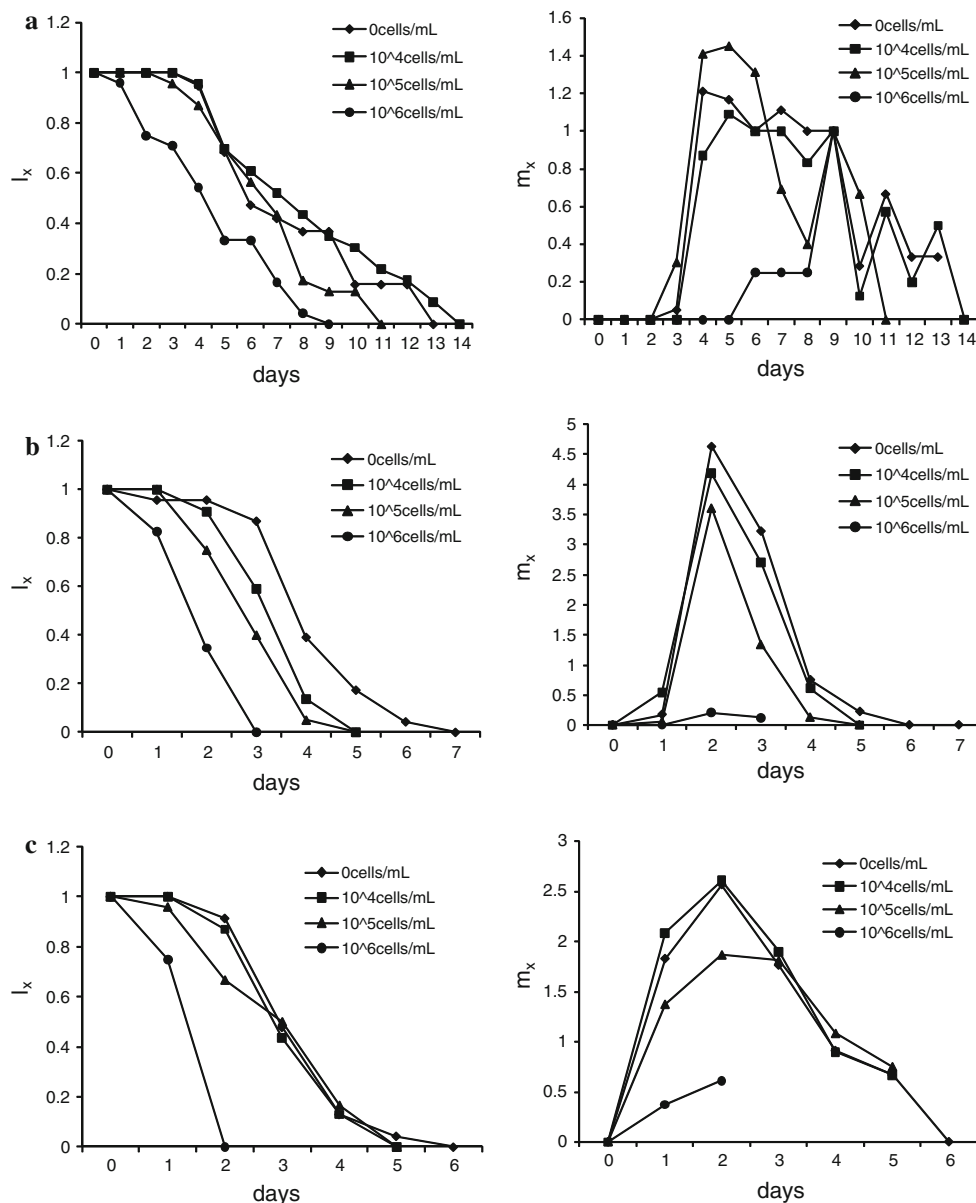 a
1.2
1
0.8
0.6
0.4
0.2
0
l_x
0cells/mL
10^4cells/mL
10^5cells/mL
10^6cells/mL
0 1 2 3 4 5 6 7 8 9 10 11 12 13 14
days
1.6
1.4
1.2
1
0.8
0.6
0.4
0.2
0
m_x
0cells/mL
10^4cells/mL
10^5cells/mL
10^6cells/mL
0 1 2 3 4 5 6 7 8 9 10 11 12 13 14
days
b
1.2
1
0.8
0.6
0.4
0.2
0
l_x
0cells/mL
10^4cells/mL
10^5cells/mL
10^6cells/mL
0 1 2 3 4 5 6 7
days
5
4.5
4
3.5
3
2.5
2
1.5
1
0.5
0
m_x
0cells/mL
10^4cells/mL
10^5cells/mL
10^6cells/mL
0 1 2 3 4 5 6 7
days
c
1.2
1
0.8
0.6
0.4
0.2
0
l_x
0cells/mL
10^4cells/mL
10^5cells/mL
10^6cells/mL
0 1 2 3 4 5 6
days
3
2.5
2
1.5
1
0.5
0
m_x
0cells/mL
10^4cells/mL
10^5cells/mL
10^6cells/mL
0 1 2 3 4 5 6
days